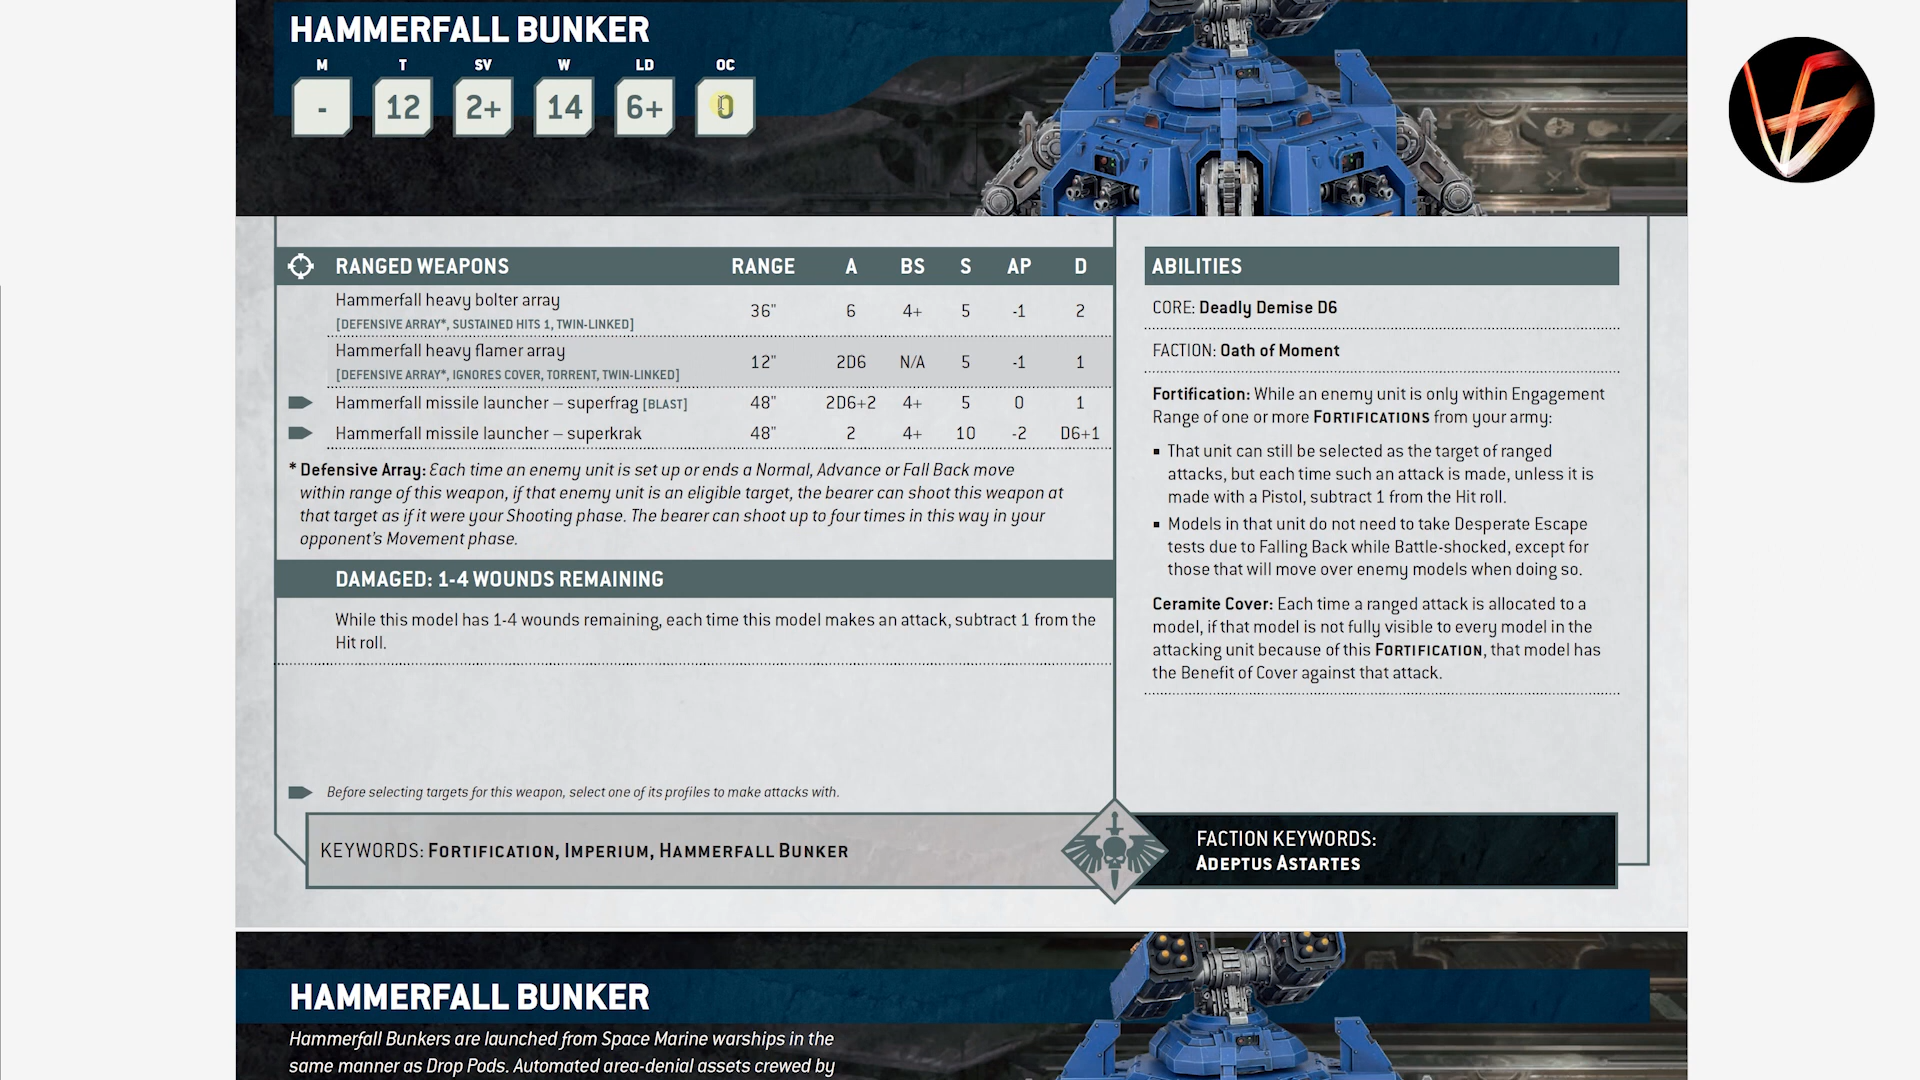 HAMMERFALL BUNKER
M T SV W LD OC
- 12 2+ 14 6+ 0
RANGED WEAPONS RANGE A BS S AP D
Hammerfall heavy bolter array 36" 6 4+ 5 -1 2
[DEFENSIVE ARRAY*, SUSTAINED HITS 1, TWIN-LINKED]
Hammerfall heavy flamer array 12" 2D6 N/A 5 -1 1
[DEFENSIVE ARRAY*, IGNORES COVER, TORRENT, TWIN-LINKED]
Hammerfall missile launcher – superfrag [BLAST] 48" 2D6+2 4+ 5 0 1
Hammerfall missile launcher – superkrak 48" 2 4+ 10 -2 D6+1
* Defensive Array: Each time an enemy unit is set up or ends a Normal, Advance or Fall Back move
within range of this weapon, if that enemy unit is an eligible target, the bearer can shoot this weapon at
that target as if it were your Shooting phase. The bearer can shoot up to four times in this way in your
opponent's Movement phase.
DAMAGED: 1-4 WOUNDS REMAINING
While this model has 1-4 wounds remaining, each time this model makes an attack, subtract 1 from the
Hit roll.
Before selecting targets for this weapon, select one of its profiles to make attacks with.
KEYWORDS: FORTIFICATION, IMPERIUM, HAMMERFALL BUNKER
ABILITIES
CORE: Deadly Demise D6
FACTION: Oath of Moment
Fortification: While an enemy unit is only within Engagement
Range of one or more FORTIFICATIONS from your army:
▪ That unit can still be selected as the target of ranged
attacks, but each time such an attack is made, unless it is
made with a Pistol, subtract 1 from the Hit roll.
▪ Models in that unit do not need to take Desperate Escape
tests due to Falling Back while Battle-shocked, except for
those that will move over enemy models when doing so.
Ceramite Cover: Each time a ranged attack is allocated to a
model, if that model is not fully visible to every model in the
attacking unit because of this FORTIFICATION, that model has
the Benefit of Cover against that attack.
FACTION KEYWORDS:
ADEPTUS ASTARTES
HAMMERFALL BUNKER
Hammerfall Bunkers are launched from Space Marine warships in the
same manner as Drop Pods. Automated area-denial assets crewed by